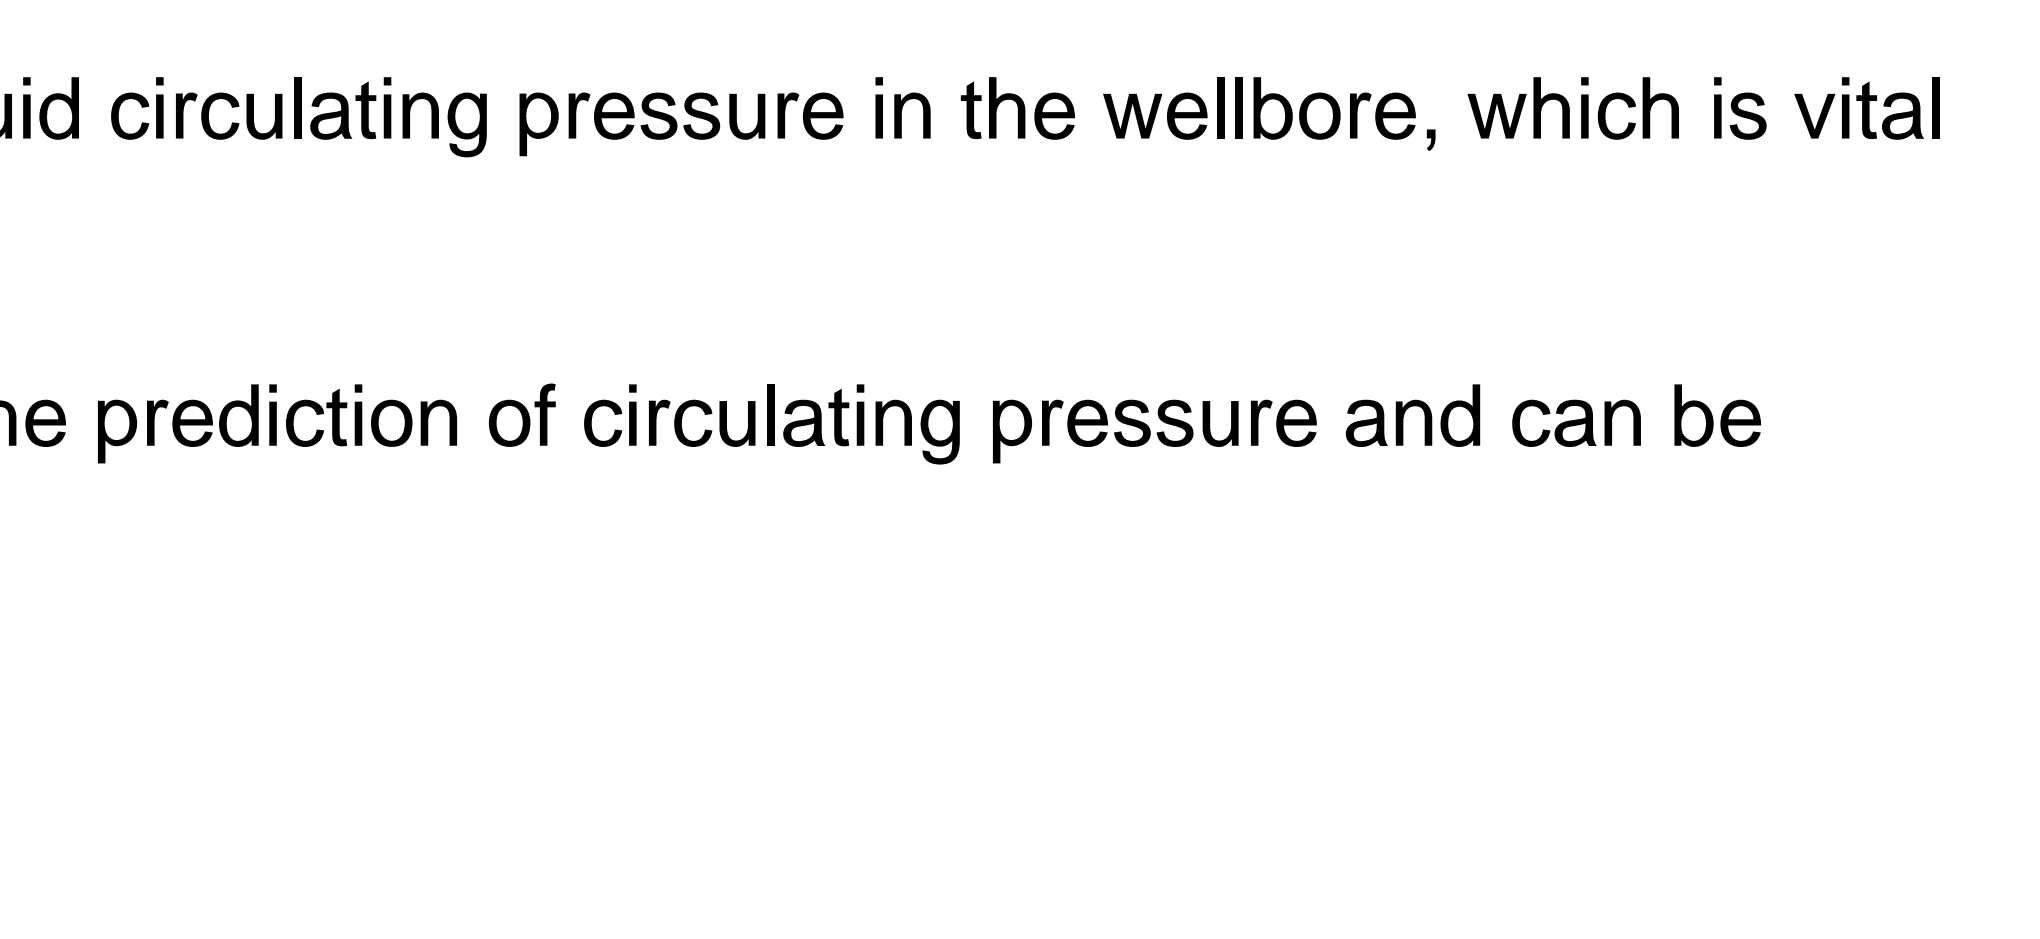 uid circulating pressure in the wellbore, which is vital
he prediction of circulating pressure and can be